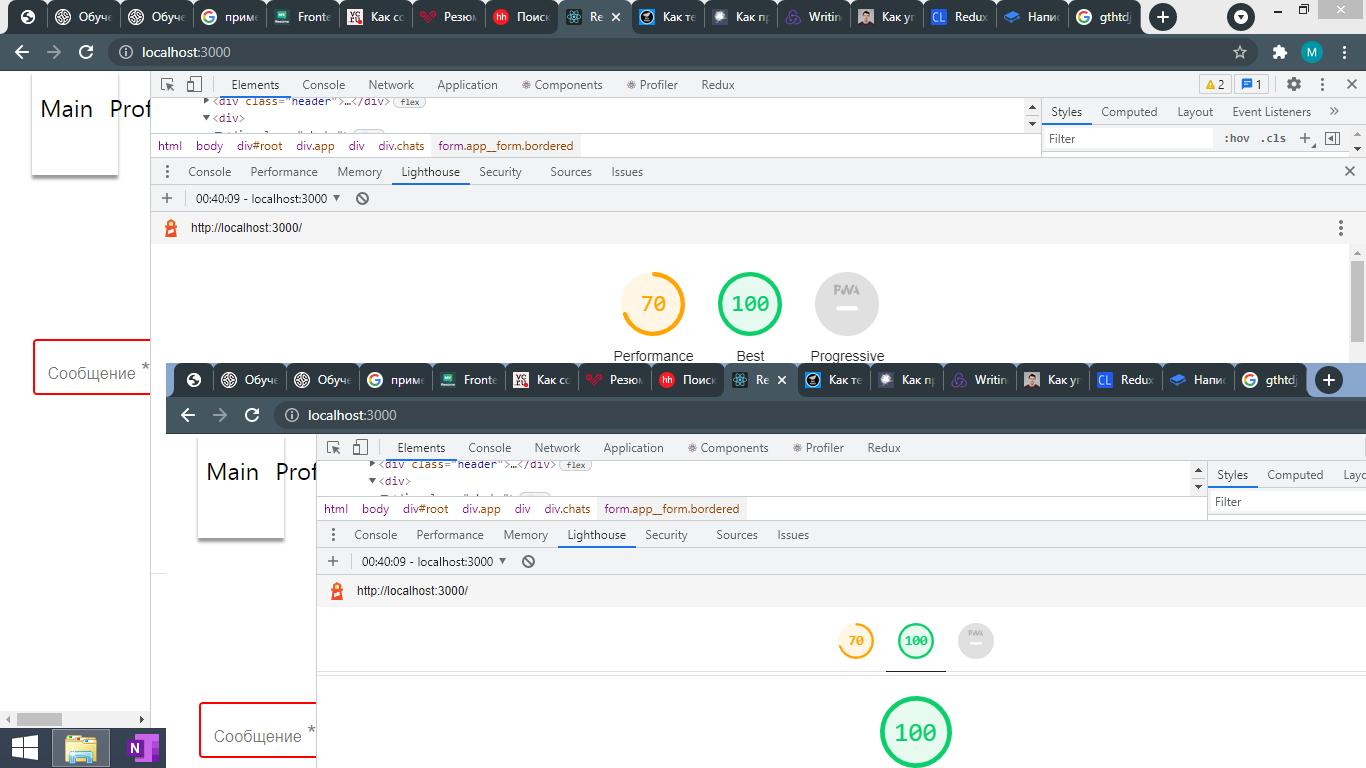 Обуче Обуче приме Fronte Как со Резюм Поиск Re Как те Как пр Writin Как уп Redux Напис gthtdj
localhost:3000
M
Main Prof
Сообщение *
Elements Console Network Application Components Profiler Redux 2 1
<div class="header">…</div> flex
<div>
html body div#root div.app div div.chats form.app__form.bordered
Styles Computed Layout Event Listeners »
Filter :hov .cls +
Console Performance Memory Lighthouse Security Sources Issues
00:40:09 - localhost:3000
http://localhost:3000/
70 100 PWA
Performance Best Progressive
Обуче Обуче приме Fronte Как со Резюм Поиск Re Как те Как пр Writin Как уп Redux Напис gthtdj
localhost:3000
Main Prof
Сообщение *
Elements Console Network Application Components Profiler Redux
<div class="header">…</div> flex
<div>
html body div#root div.app div div.chats form.app__form.bordered
Styles Computed Layo
Filter
Console Performance Memory Lighthouse Security Sources Issues
00:40:09 - localhost:3000
http://localhost:3000/
70 100 PWA
100
N